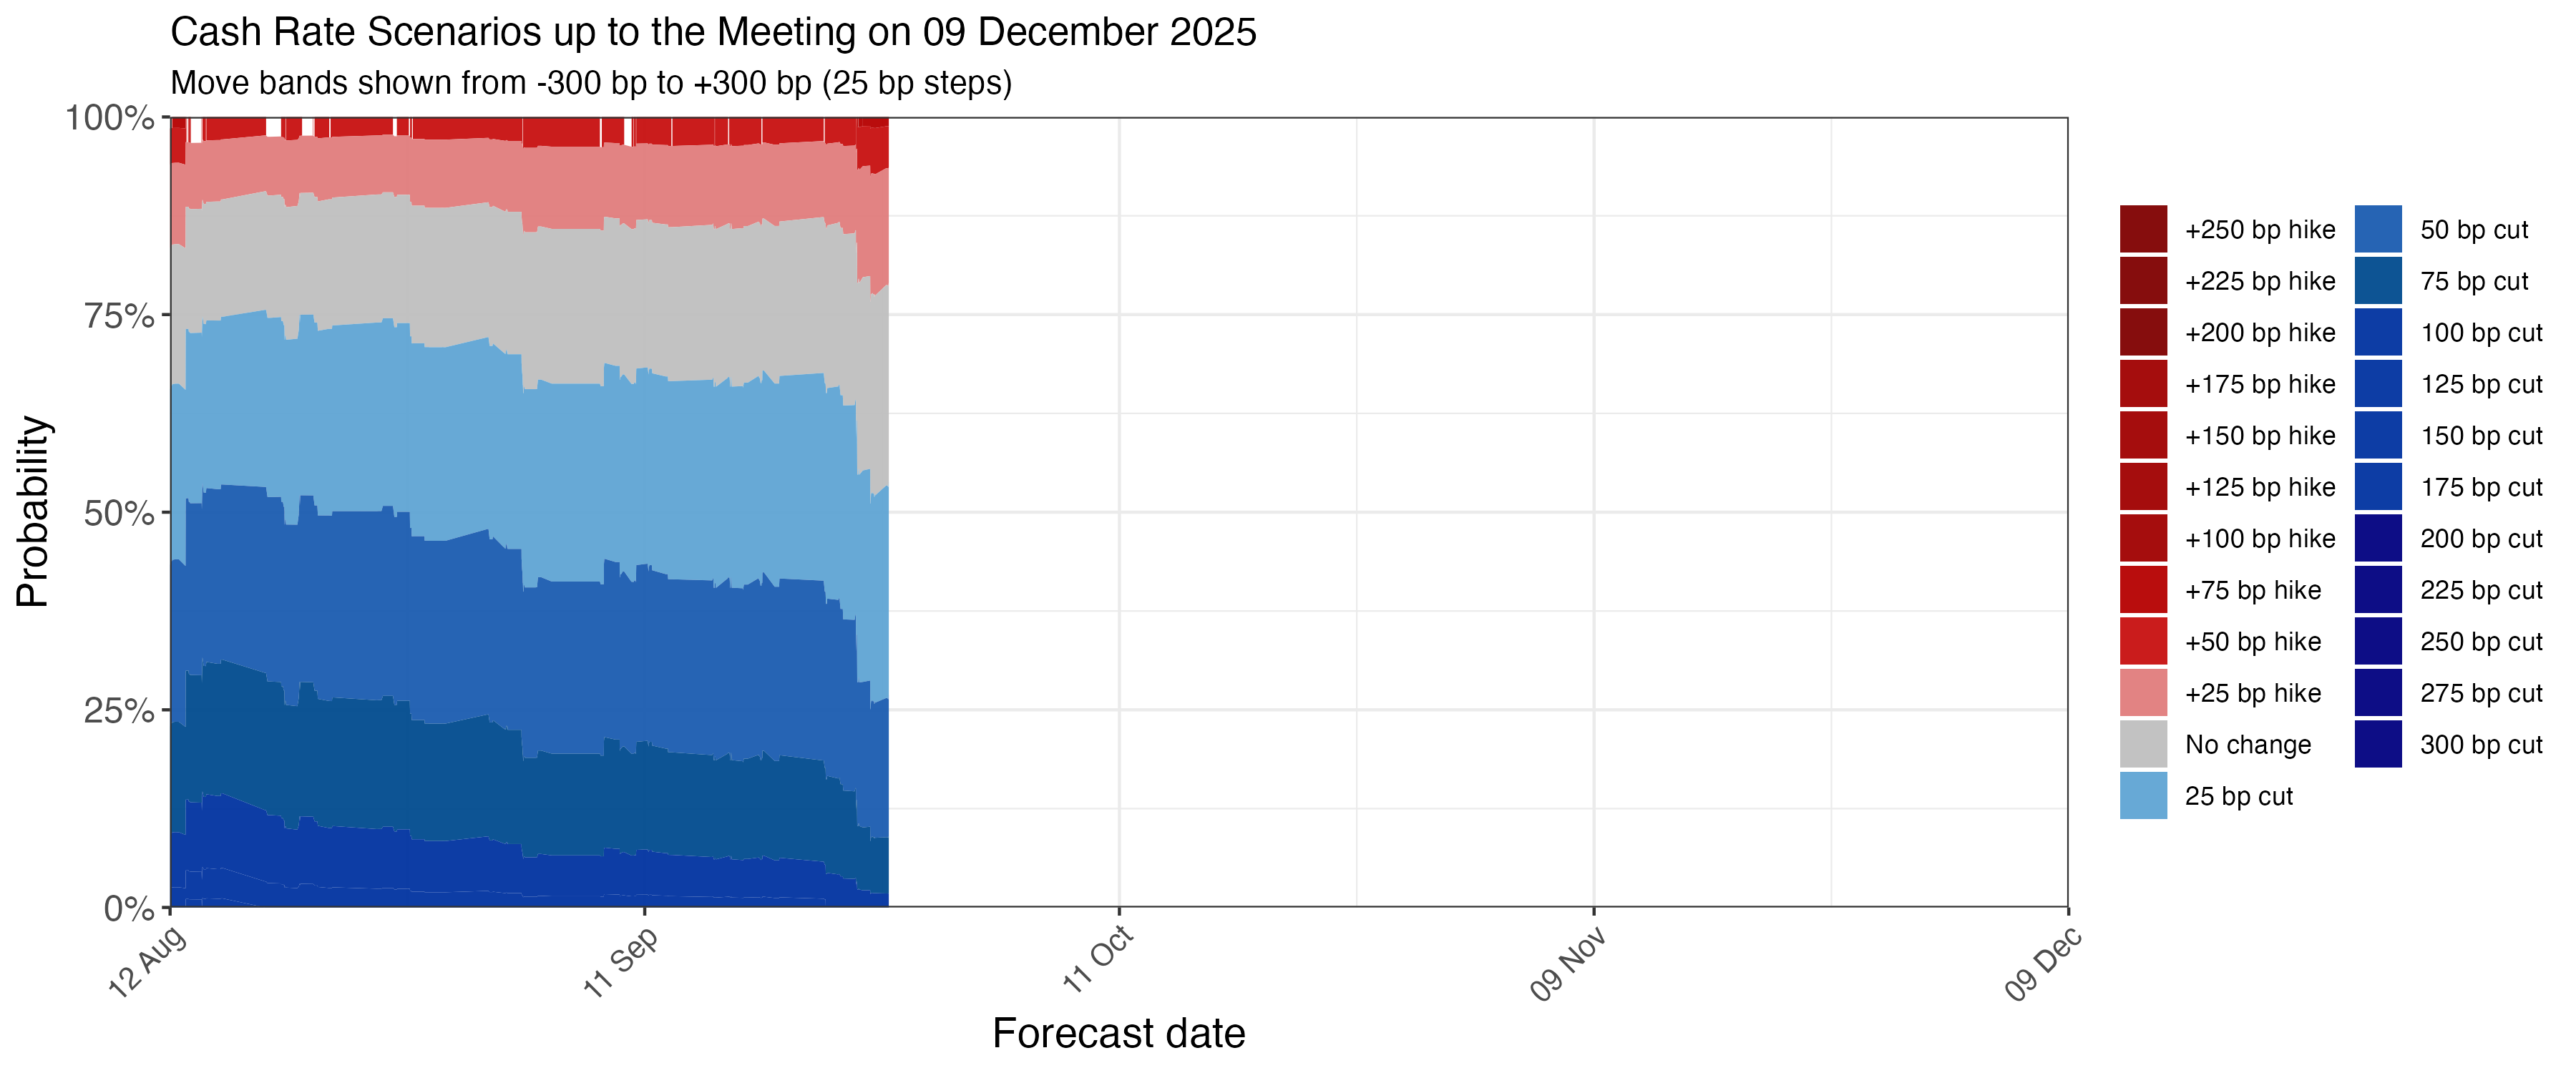 Cash Rate Scenarios up to the Meeting on 09 December 2025
Move bands shown from -300 bp to +300 bp (25 bp steps)
Probability
100%
75%
50%
25%
0%
12 Aug
11 Sep
11 Oct
09 Nov
09 Dec
Forecast date
+250 bp hike
+225 bp hike
+200 bp hike
+175 bp hike
+150 bp hike
+125 bp hike
+100 bp hike
+75 bp hike
+50 bp hike
+25 bp hike
No change
25 bp cut
50 bp cut
75 bp cut
100 bp cut
125 bp cut
150 bp cut
175 bp cut
200 bp cut
225 bp cut
250 bp cut
275 bp cut
300 bp cut